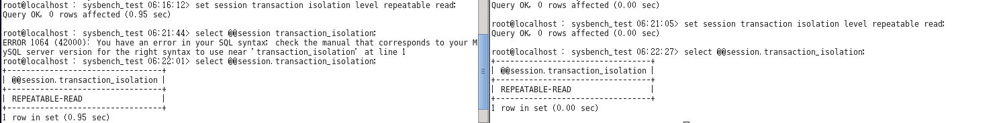 root@localhost : sysbench_test 06:16:12> set session transaction isolation level repeatable read;
Query OK, 0 rows affected (0.95 sec)
root@localhost : sysbench_test 06:21:44> select @@session transaction_isolation;
ERROR 1064 (42000): You have an error in your SQL syntax; check the manual that corresponds to your M
ySQL server version for the right syntax to use near 'transaction_isolation' at line 1
root@localhost : sysbench_test 06:22:01> select @@session.transaction_isolation;
+-------------------------------+
| @@session.transaction_isolation |
+-------------------------------+
| REPEATABLE-READ |
+-------------------------------+
1 row in set (0.95 sec)
Query OK, 0 rows affected (0.00 sec)
root@localhost : sysbench_test 06:21:05> set session transaction isolation level repeatable read;
Query OK, 0 rows affected (0.00 sec)
root@localhost : sysbench_test 06:22:27> select @@session.transaction_isolation;
+-------------------------------+
| @@session.transaction_isolation |
+-------------------------------+
| REPEATABLE-READ |
+-------------------------------+
1 row in set (0.00 sec)